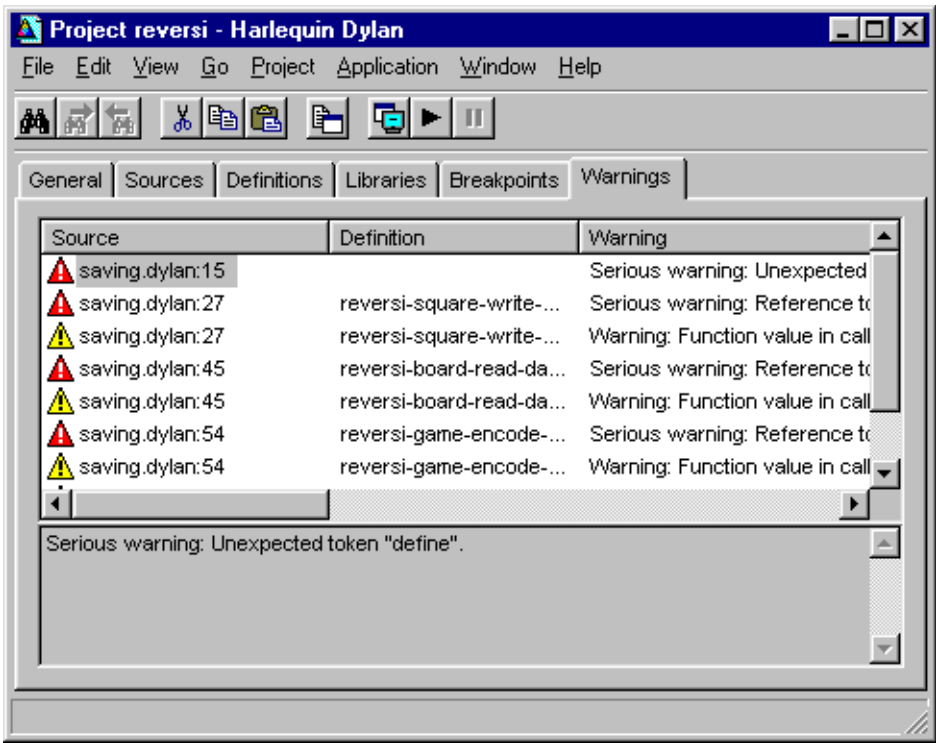 Project reversi - Harlequin Dylan
File Edit View Go Project Application Window Help
General Sources Definitions Libraries Breakpoints Warnings
Source Definition Warning
saving.dylan:15 Serious warning: Unexpected
saving.dylan:27 reversi-square-write-... Serious warning: Reference to
saving.dylan:27 reversi-square-write-... Warning: Function value in call
saving.dylan:45 reversi-board-read-da... Serious warning: Reference to
saving.dylan:45 reversi-board-read-da... Warning: Function value in call
saving.dylan:54 reversi-game-encode-... Serious warning: Reference to
saving.dylan:54 reversi-game-encode-... Warning: Function value in call
Serious warning: Unexpected token "define".